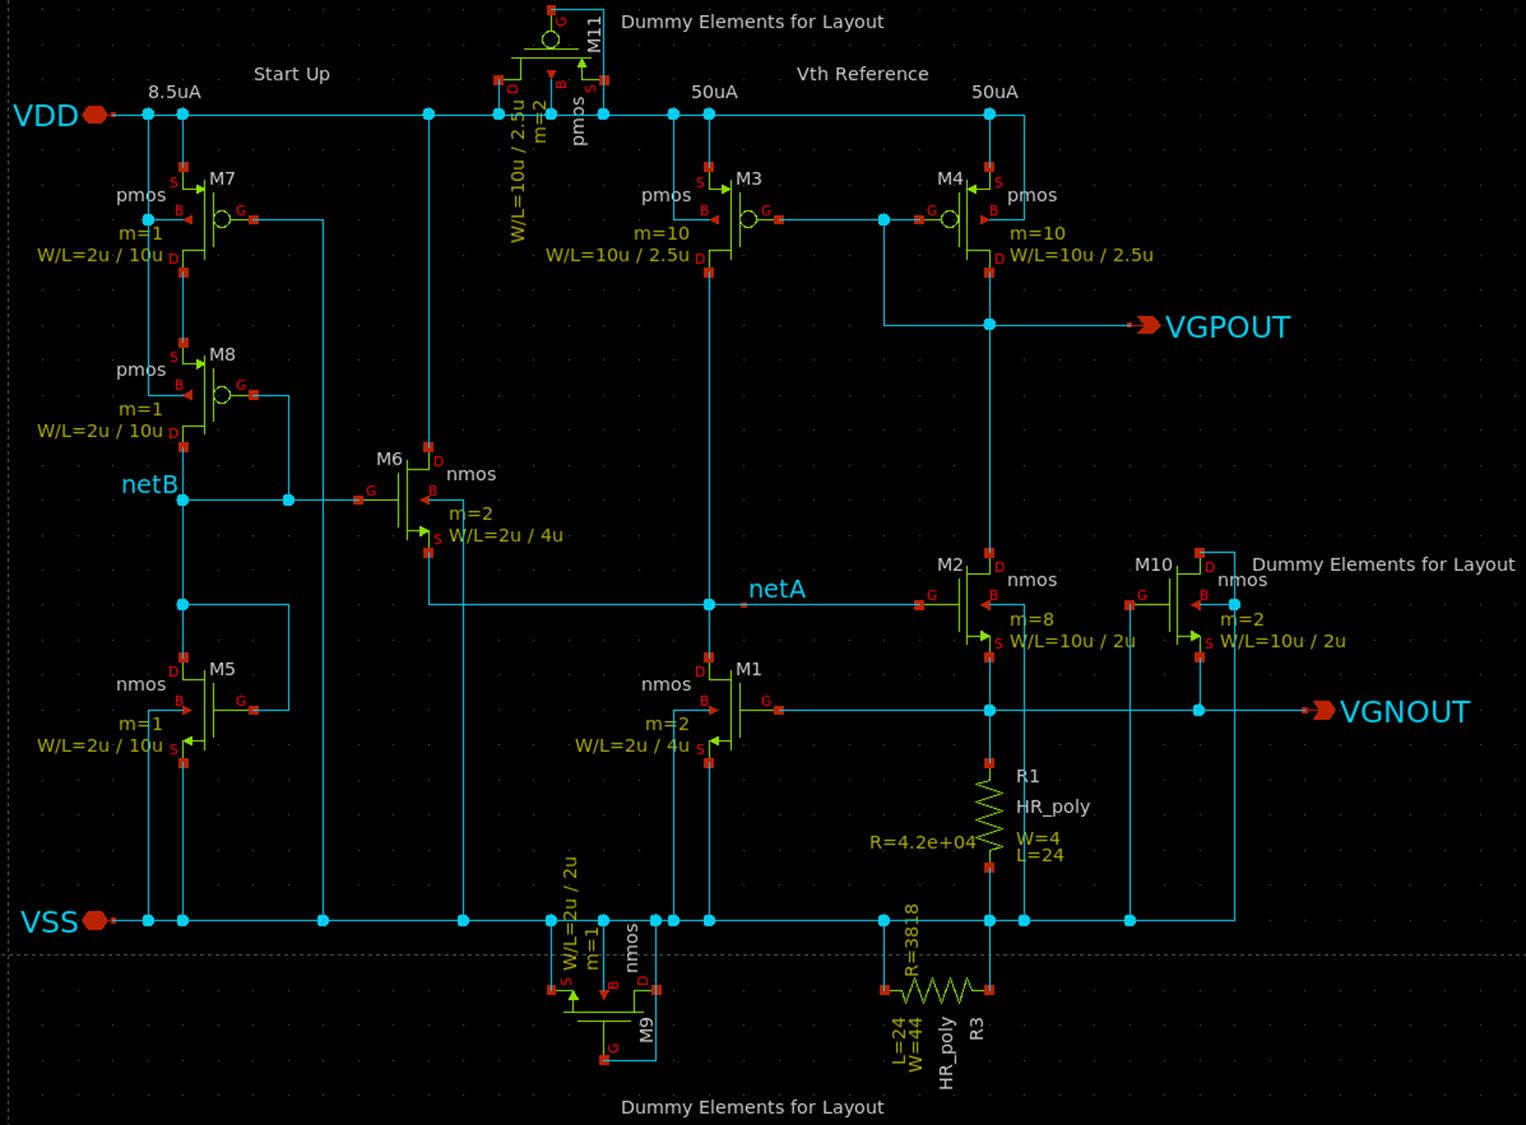 Dummy Elements for Layout
G
M11
D
B
S
W/L=10u / 2.5u
m=2
pmos
Start Up
Vth Reference
8.5uA
50uA
50uA
VDD
S
M7
pmos
B
G
m=1
W/L=2u / 10u
D
S
M3
pmos
B
G
m=10
W/L=10u / 2.5u
D
M4
S
pmos
G
B
m=10
W/L=10u / 2.5u
D
VGPOUT
S
M8
pmos
B
G
m=1
W/L=2u / 10u
D
netB
M6
D
nmos
G
B
m=2
W/L=2u / 4u
S
netA
M2
D
nmos
G
B
m=8
W/L=10u / 2u
S
M10
D
nmos
Dummy Elements for Layout
G
B
m=2
W/L=10u / 2u
S
D
M5
nmos
B
G
m=1
W/L=2u / 10u
S
D
M1
nmos
B
G
m=2
W/L=2u / 4u
S
VGNOUT
R1
HR_poly
R=4.2e+04
W=4
L=24
VSS
W/L=2u / 2u
m=1
nmos
S
B
D
G
M9
R=3818
L=24
W=44
HR_poly
R3
Dummy Elements for Layout